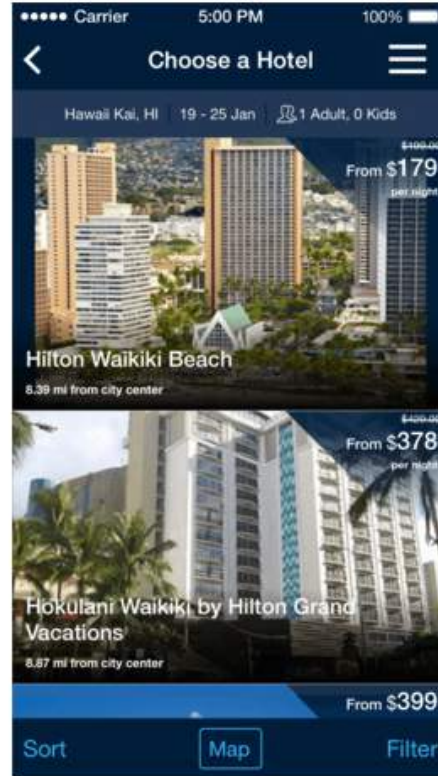 Carrier 5:00 PM 100%
Choose a Hotel
Hawaii Kai, HI 19 - 25 Jan 1 Adult, 0 Kids
From $179
per night
Hilton Waikiki Beach
8.39 mi from city center
From $378
per night
Hokulani Waikiki by Hilton Grand
Vacations
8.87 mi from city center
From $399
Sort Map Filter